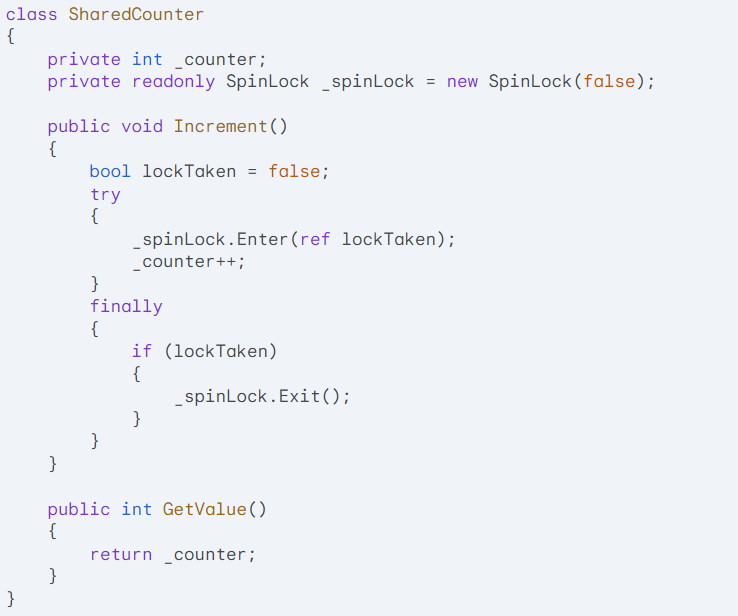 class SharedCounter
{
    private int _counter;
    private readonly SpinLock _spinLock = new SpinLock(false);

    public void Increment()
    {
        bool lockTaken = false;
        try
        {
            _spinLock.Enter(ref lockTaken);
            _counter++;
        }
        finally
        {
            if (lockTaken)
            {
                _spinLock.Exit();
            }
        }
    }

    public int GetValue()
    {
        return _counter;
    }
}